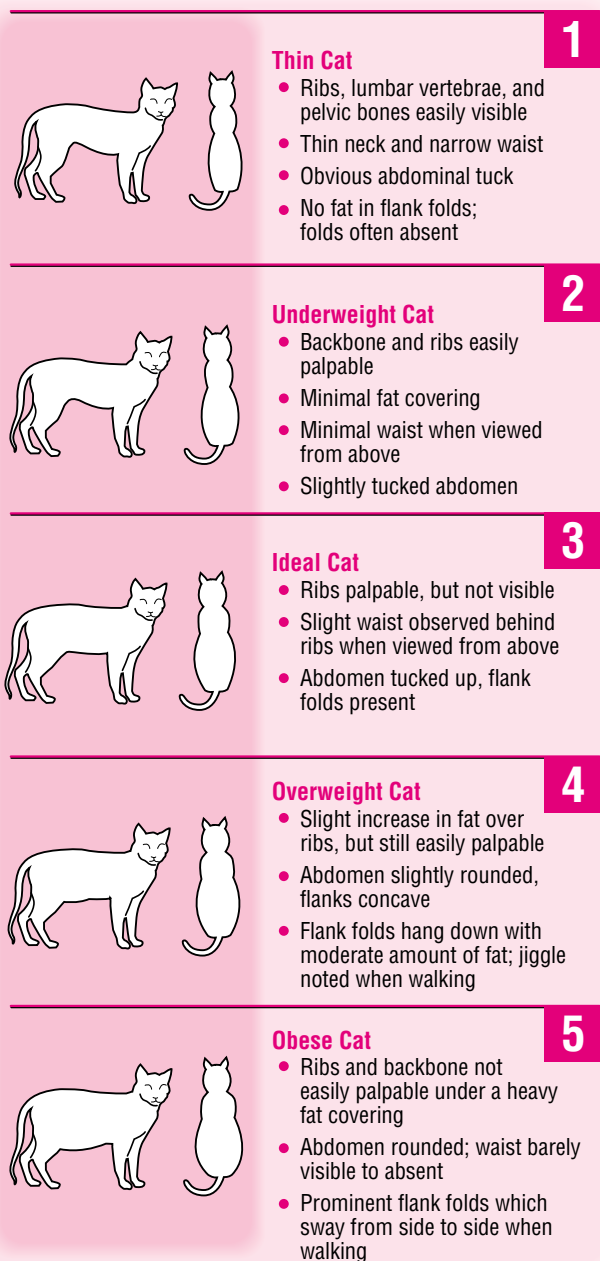 1
Thin Cat
• Ribs, lumbar vertebrae, and
pelvic bones easily visible
• Thin neck and narrow waist
• Obvious abdominal tuck
• No fat in flank folds;
folds often absent
2
Underweight Cat
• Backbone and ribs easily
palpable
• Minimal fat covering
• Minimal waist when viewed
from above
• Slightly tucked abdomen
3
Ideal Cat
• Ribs palpable, but not visible
• Slight waist observed behind
ribs when viewed from above
• Abdomen tucked up, flank
folds present
4
Overweight Cat
• Slight increase in fat over
ribs, but still easily palpable
• Abdomen slightly rounded,
flanks concave
• Flank folds hang down with
moderate amount of fat; jiggle
noted when walking
5
Obese Cat
• Ribs and backbone not
easily palpable under a heavy
fat covering
• Abdomen rounded; waist barely
visible to absent
• Prominent flank folds which
sway from side to side when
walking